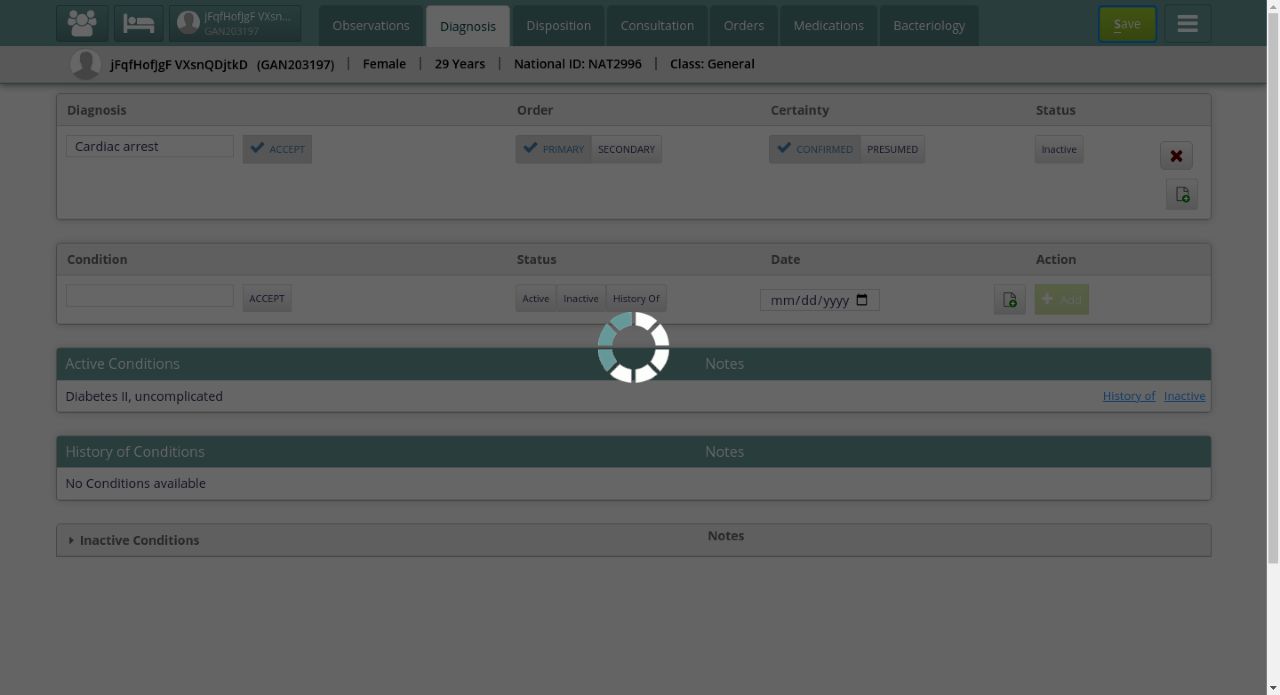 jFqfHofJgF VXsn...
GAN203197
Observations
Diagnosis
Disposition
Consultation
Orders
Medications
Bacteriology
Save
jFqfHofJgF VXsnQDjtkD (GAN203197) | Female | 29 Years | National ID: NAT2996 | Class: General
Diagnosis Order Certainty Status
Cardiac arrest ACCEPT PRIMARY SECONDARY CONFIRMED PRESUMED Inactive
Condition Status Date Action
ACCEPT Active Inactive History Of mm/dd/yyyy Add
Active Conditions Notes
Diabetes II, uncomplicated History of Inactive
History of Conditions Notes
No Conditions available
Inactive Conditions Notes